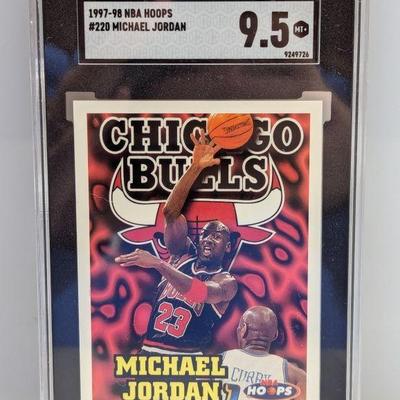 1997-98 NBA HOOPS
#220 MICHAEL JORDAN
9.5 MT+
9249726
CHICAGO
BULLS
23
MICHAEL
JORDAN
CURRY
NBA
HOOPS